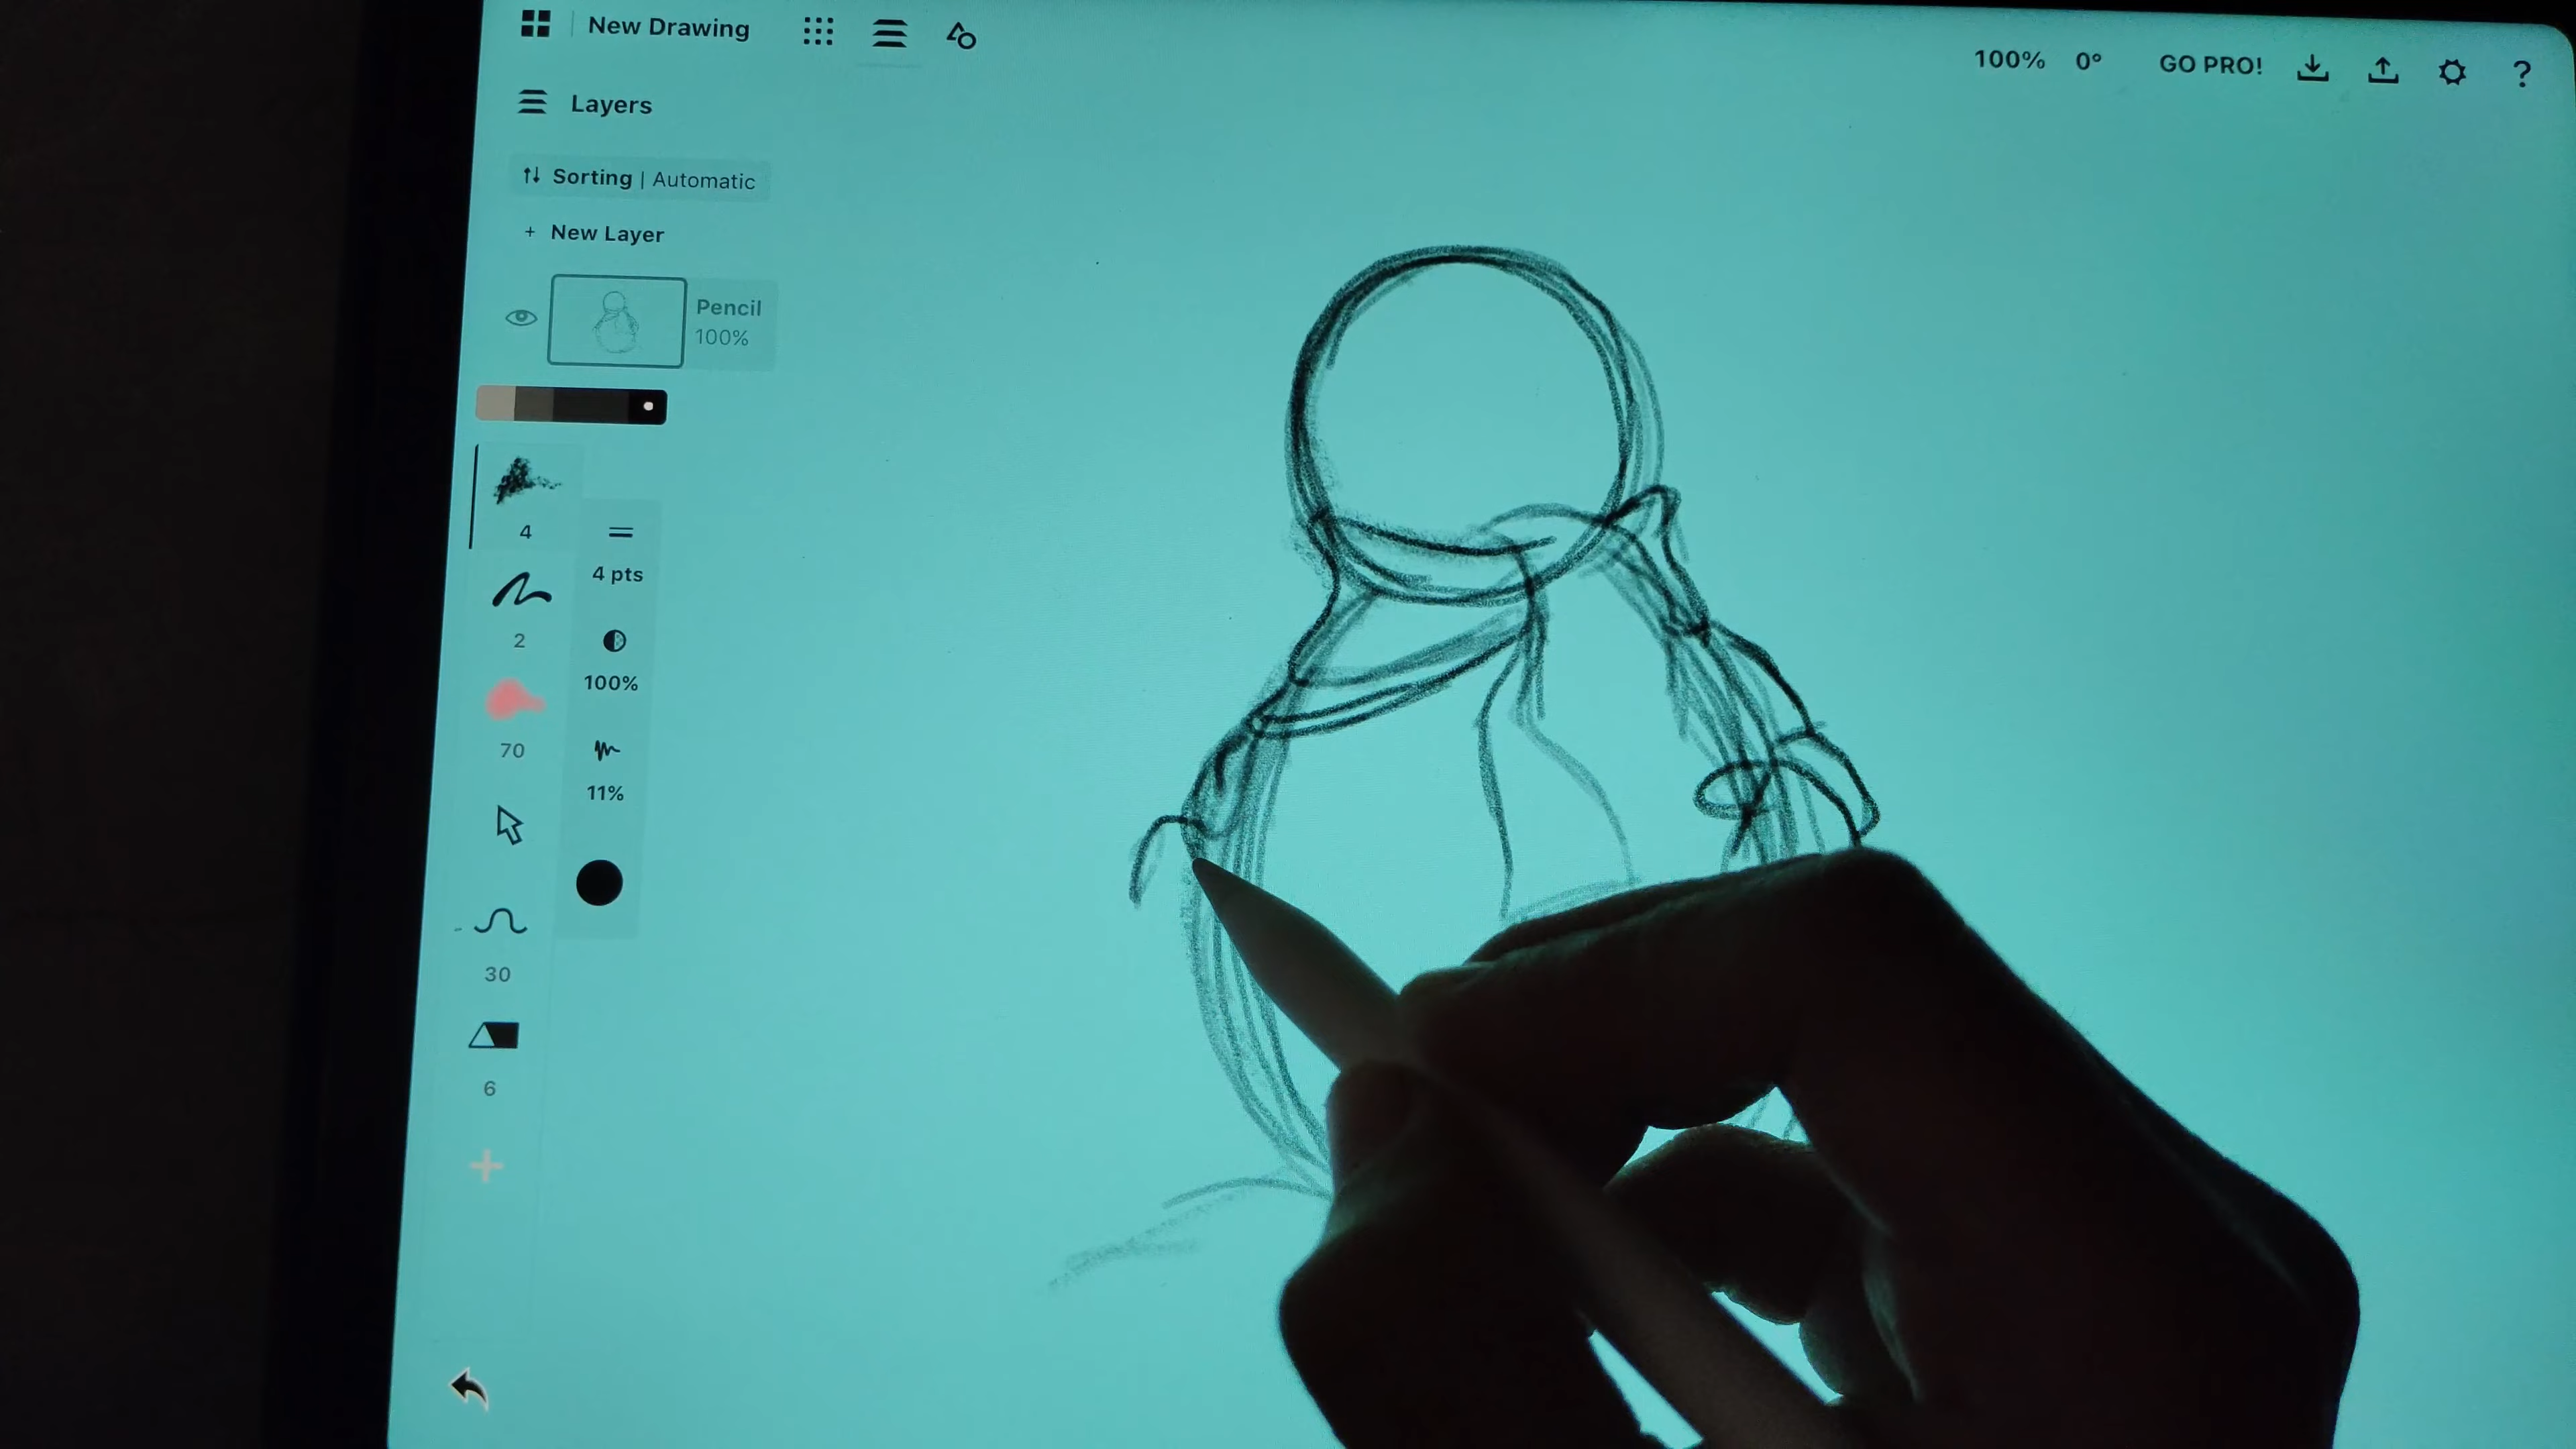 New Drawing
100% 0° GO PRO! ?
Layers
Sorting | Automatic
+ New Layer
Pencil
100%
4
4 pts
2
100%
70
11%
30
6